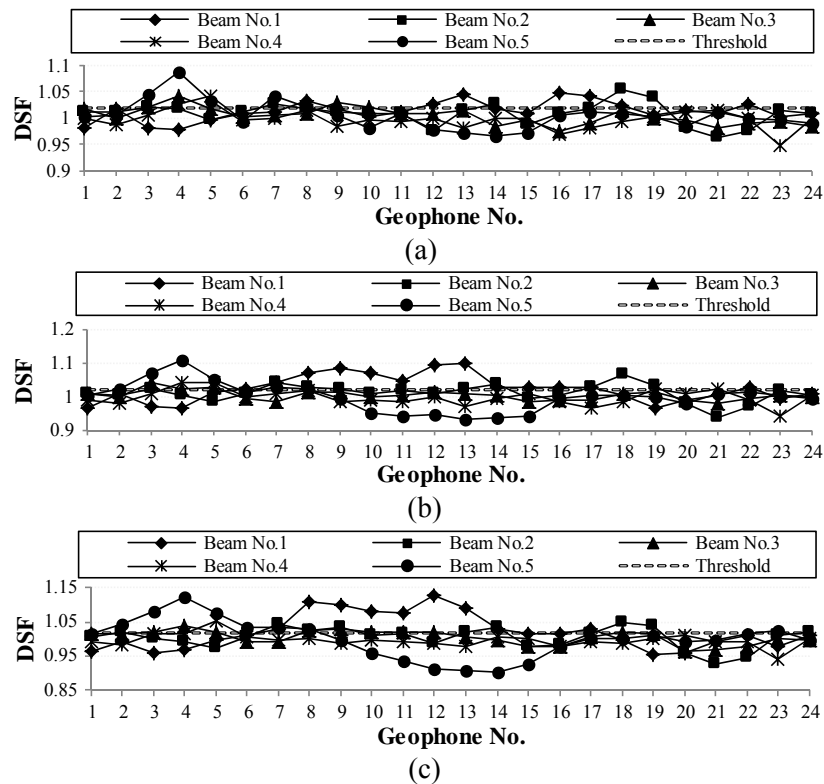 Beam No.1 Beam No.2 Beam No.3
Beam No.4 Beam No.5 Threshold
1.1
1.05
1
0.95
0.9
DSF
1 2 3 4 5 6 7 8 9 10 11 12 13 14 15 16 17 18 19 20 21 22 23 24
Geophone No.
(a)
Beam No.1 Beam No.2 Beam No.3
Beam No.4 Beam No.5 Threshold
1.2
1.1
1
0.9
DSF
1 2 3 4 5 6 7 8 9 10 11 12 13 14 15 16 17 18 19 20 21 22 23 24
Geophone No.
(b)
Beam No.1 Beam No.2 Beam No.3
Beam No.4 Beam No.5 Threshold
1.15
1.05
0.95
0.85
DSF
1 2 3 4 5 6 7 8 9 10 11 12 13 14 15 16 17 18 19 20 21 22 23 24
Geophone No.
(c)